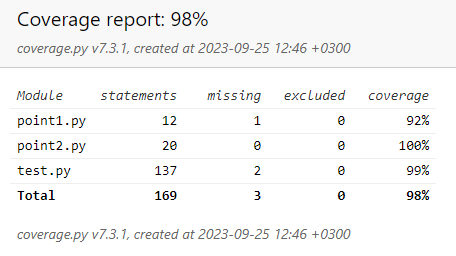 Coverage report: 98%
coverage.py v7.3.1, created at 2023-09-25 12:46 +0300
Module statements missing excluded coverage
point1.py 12 1 0 92%
point2.py 20 0 0 100%
test.py 137 2 0 99%
Total 169 3 0 98%
coverage.py v7.3.1, created at 2023-09-25 12:46 +0300